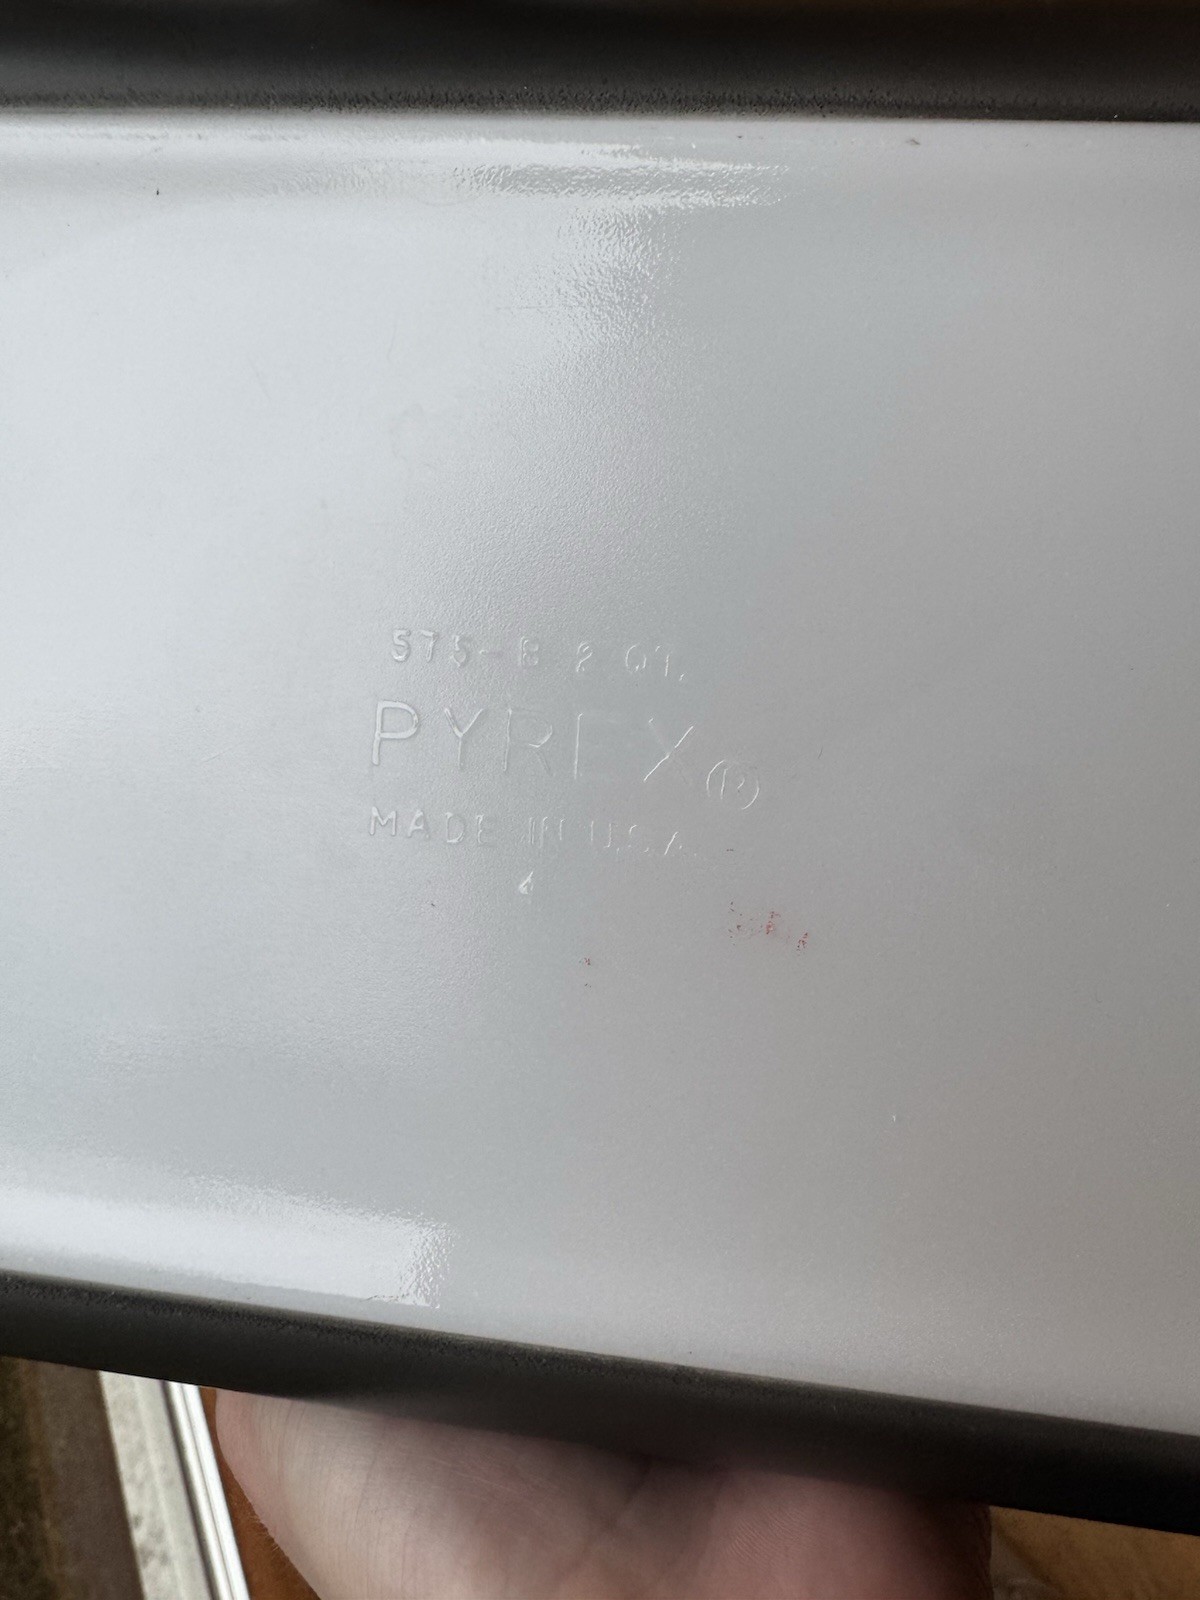 575-B 2 QT.
PYREX®
MADE IN U.S.A.
4